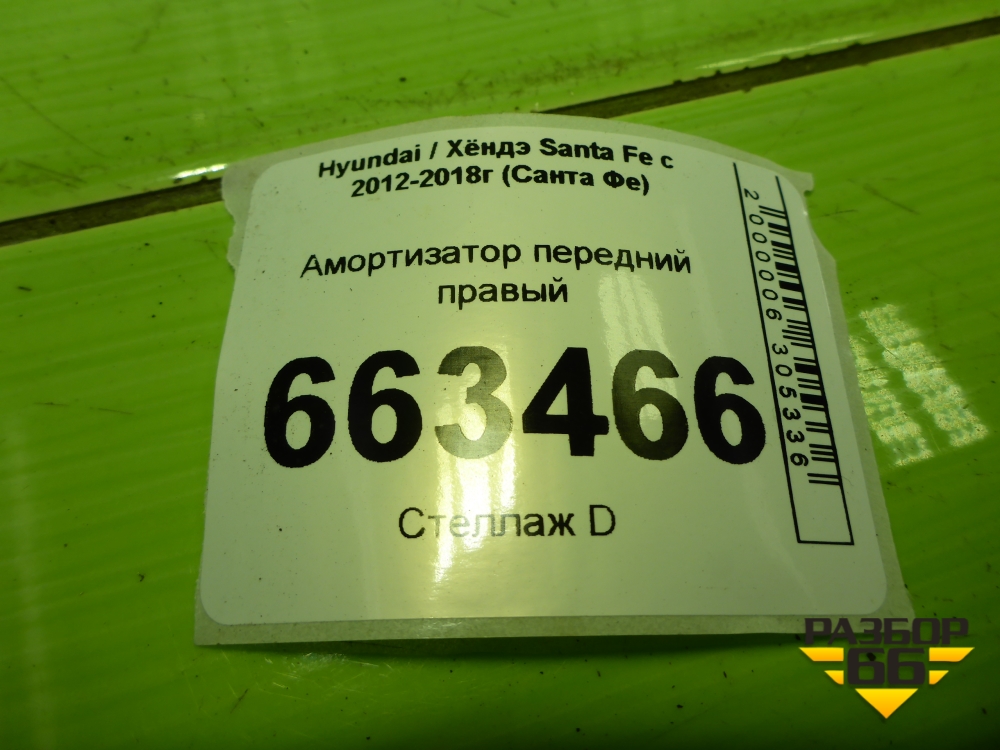 Hyundai / Хёндэ Santa Fe с
2012-2018г (Санта Фе)
Амортизатор передний
правый
663466
Стеллаж D
2000006305336
РАЗБОР
66